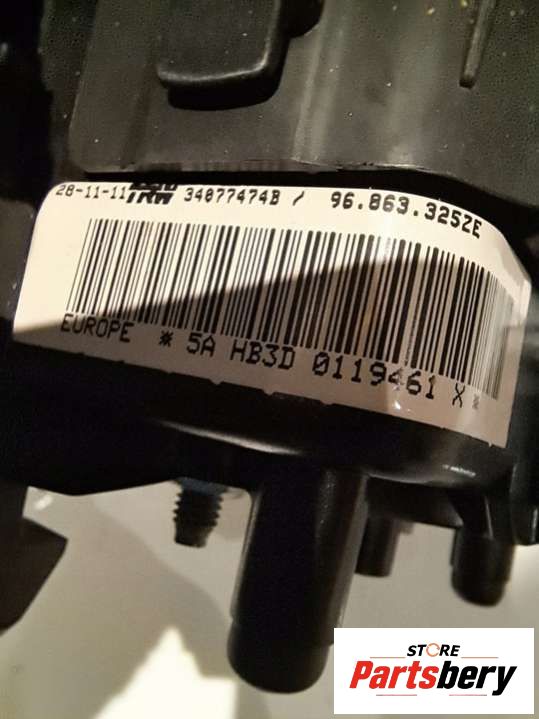 28-11-11 TRW 34077474B / 96.863.3252E
EUROPE * 5A HB3D 0119461 X *
STORE
Partsbery